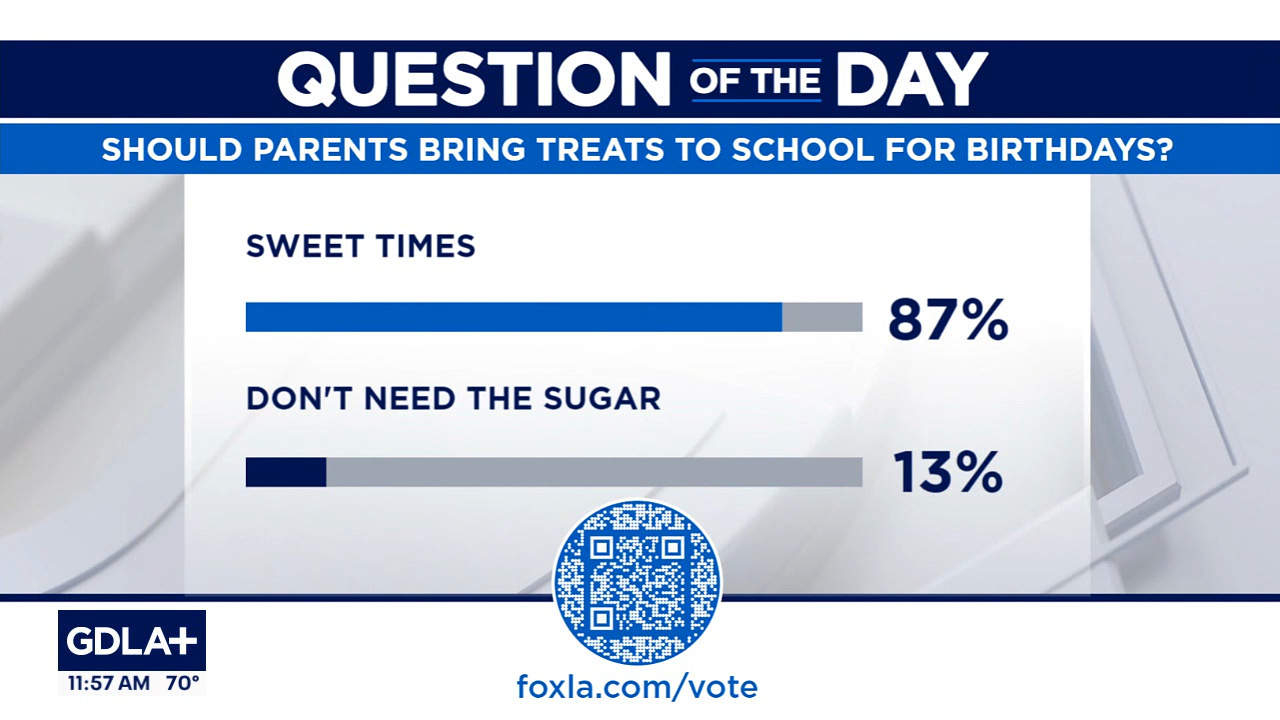 QUESTION OF THE DAY
SHOULD PARENTS BRING TREATS TO SCHOOL FOR BIRTHDAYS?
SWEET TIMES
87%
DON'T NEED THE SUGAR
13%
GDLA+
11:57 AM 70°
foxla.com/vote